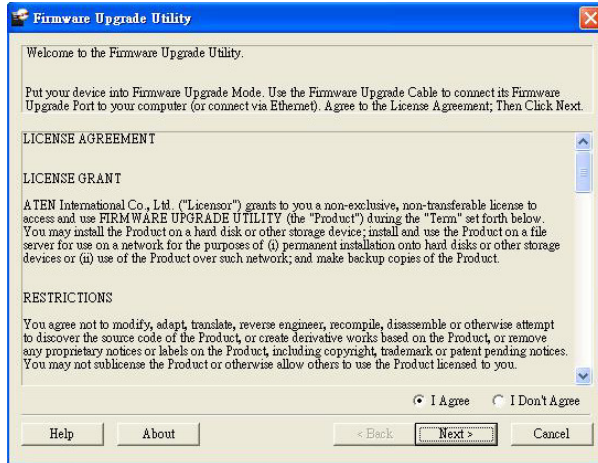 Firmware Upgrade Utility
Welcome to the Firmware Upgrade Utility.
Put your device into Firmware Upgrade Mode. Use the Firmware Upgrade Cable to connect its Firmware
Upgrade Port to your computer (or connect via Ethernet). Agree to the License Agreement; Then Click Next.
LICENSE AGREEMENT
LICENSE GRANT
ATEN International Co., Ltd. ("Licensor") grants to you a non-exclusive, non-transferable license to
access and use FIRMWARE UPGRADE UTILITY (the "Product") during the "Term" set forth below.
You may install the Product on a hard disk or other storage device; install and use the Product on a file
server for use on a network for the purposes of (i) permanent installation onto hard disks or other storage
devices or (ii) use of the Product over such network; and make backup copies of the Product.
RESTRICTIONS
You agree not to modify, adapt, translate, reverse engineer, recompile, disassemble or otherwise attempt
to discover the source code of the Product, or create derivative works based on the Product, or remove
any proprietary notices or labels on the Product, including copyright, trademark or patent pending notices.
You may not sublicense the Product or otherwise allow others to use the Product licensed to you.
I Agree I Don't Agree
Help About < Back Next > Cancel